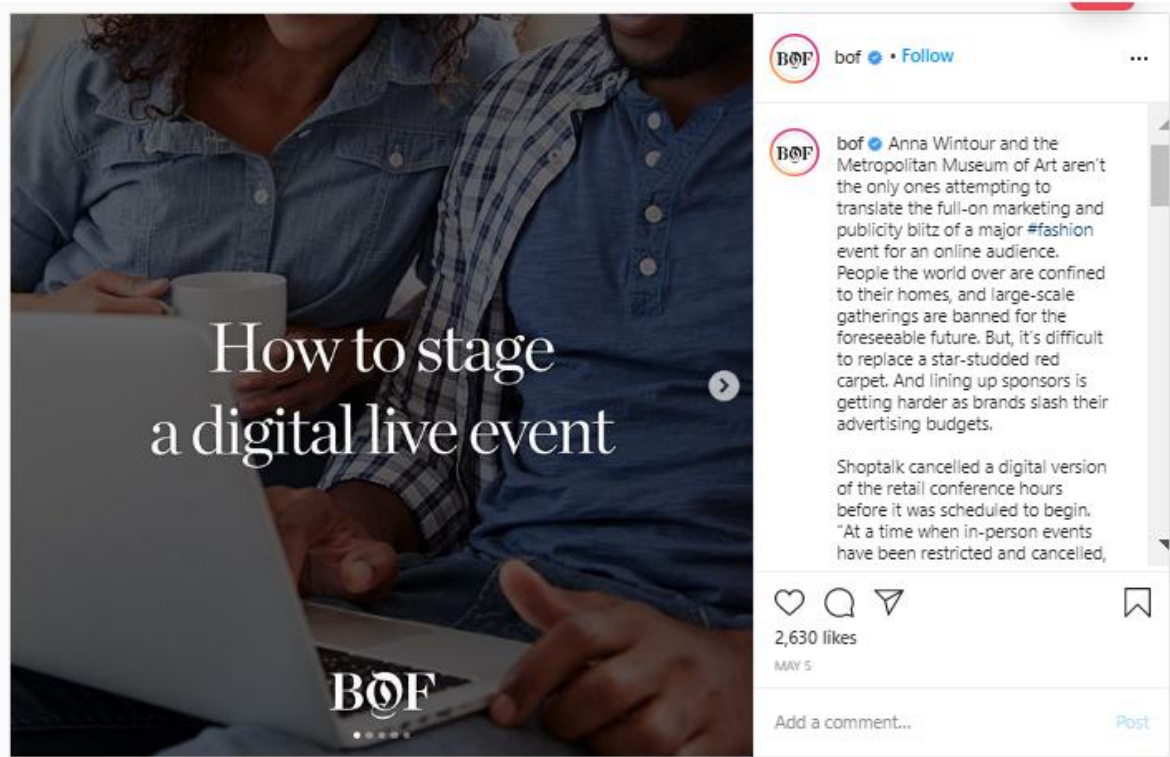 How to stage
a digital live event
BOF
BOF
bof • Follow
BOF
bof Anna Wintour and the
Metropolitan Museum of Art aren't
the only ones attempting to
translate the full-on marketing and
publicity blitz of a major #fashion
event for an online audience.
People the world over are confined
to their homes, and large-scale
gatherings are banned for the
foreseeable future. But, it's difficult
to replace a star-studded red
carpet. And lining up sponsors is
getting harder as brands slash their
advertising budgets.
Shoptalk cancelled a digital version
of the retail conference hours
before it was scheduled to begin.
"At a time when in-person events
have been restricted and cancelled,
2,630 likes
MAY 5
Add a comment...
Post